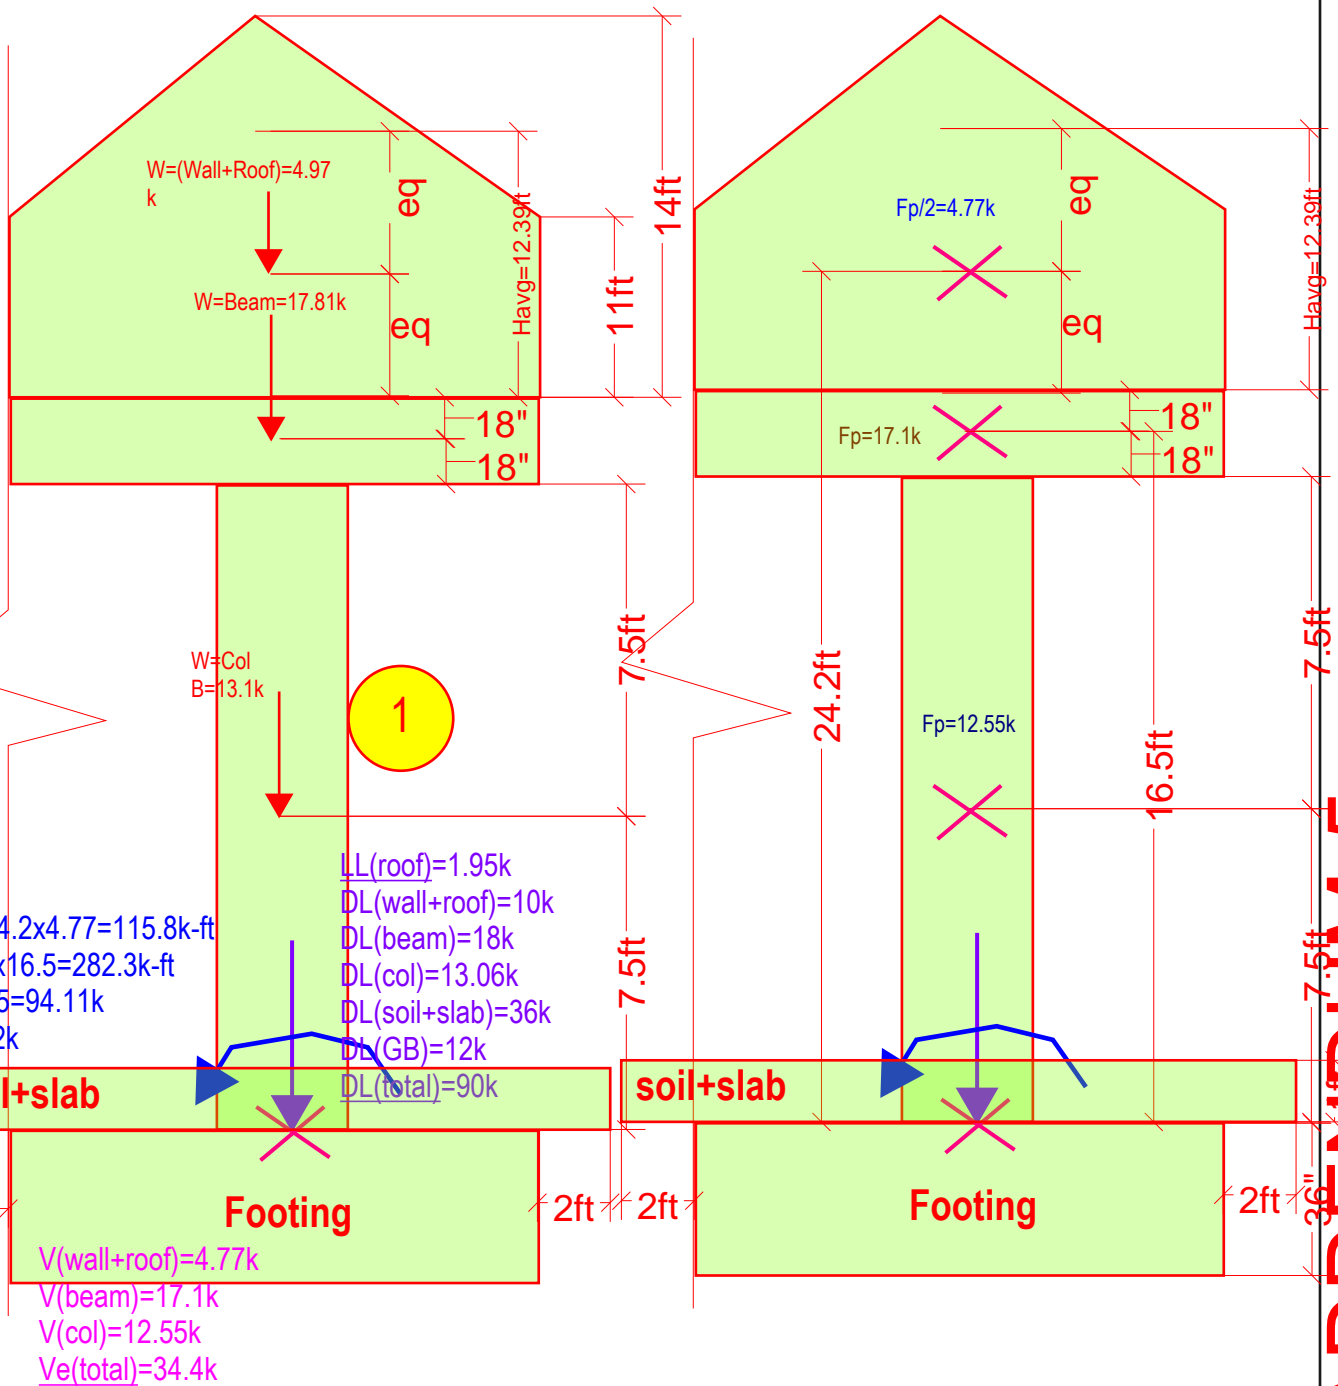 W=(Wall+Roof)=4.97
k
W=Beam=17.81k
eq
eq
Havg=12.39ft
11ft
14ft
18"
18"
7.5ft
W=Col
B=13.1k
1
7.5ft
LL(roof)=1.95k
DL(wall+roof)=10k
DL(beam)=18k
DL(col)=13.06k
DL(soil+slab)=36k
DL(GB)=12k
DL(total)=90k
4.2x4.77=115.8k-ft
x16.5=282.3k-ft
5=94.11k
2k
l+slab
Footing
2ft
V(wall+roof)=4.77k
V(beam)=17.1k
V(col)=12.55k
Ve(total)=34.4k
Fp/2=4.77k
eq
eq
Havg=12.39ft
Fp=17.1k
18"
18"
7.5ft
24.2ft
Fp=12.55k
16.5ft
7.5ft
soil+slab
2ft
Footing
2ft
36"